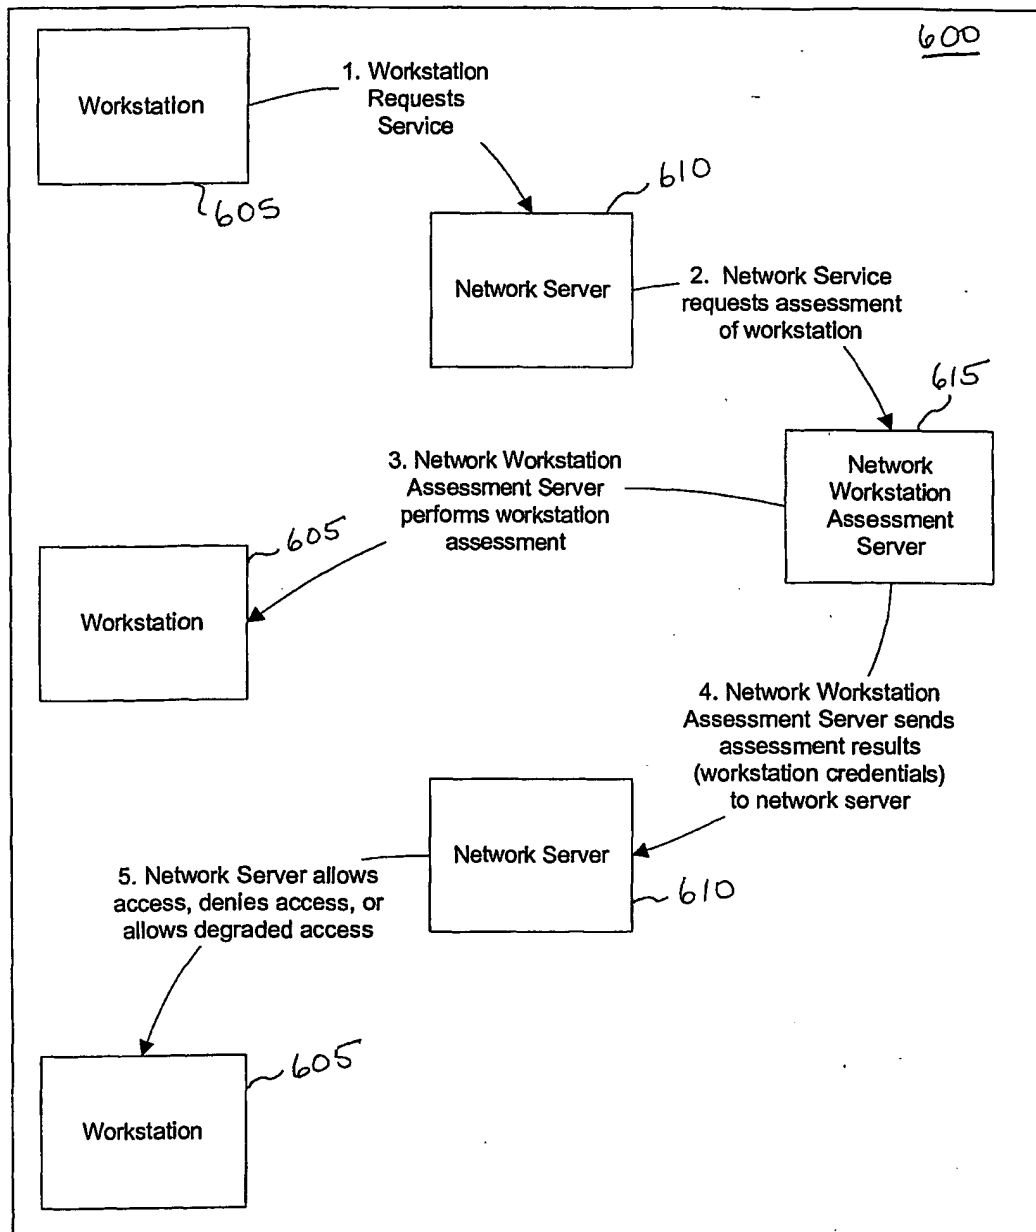 600
Workstation
605
1. Workstation
Requests
Service
610
Network Server
2. Network Service
requests assessment
of workstation
615
Network
Workstation
Assessment
Server
3. Network Workstation
Assessment Server
performs workstation
assessment
605
Workstation
4. Network Workstation
Assessment Server sends
assessment results
(workstation credentials)
to network server
Network Server
610
5. Network Server allows
access, denies access, or
allows degraded access
605
Workstation